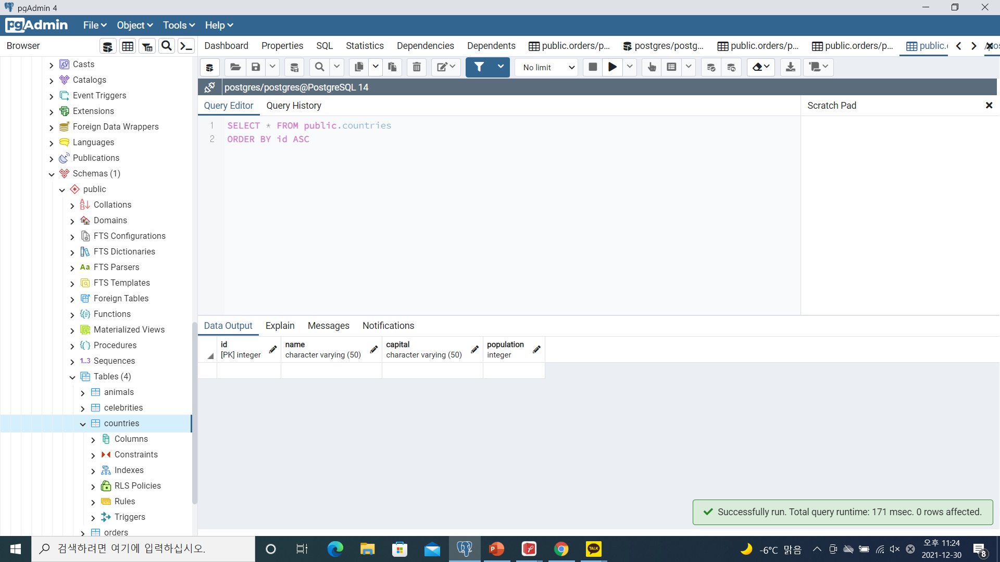 pgAdmin 4
pgAdmin File Object Tools Help
Browser
Dashboard Properties SQL Statistics Dependencies Dependents public.orders/p... postgres/postg... public.orders/p... public.orders/p... public.
No limit
postgres/postgres@PostgreSQL 14
Query Editor Query History
Scratch Pad
1 SELECT * FROM public.countries
2 ORDER BY id ASC
Casts
Catalogs
Event Triggers
Extensions
Foreign Data Wrappers
Languages
Publications
Schemas (1)
public
Collations
Domains
FTS Configurations
FTS Dictionaries
Aa FTS Parsers
FTS Templates
Foreign Tables
Functions
Materialized Views
Procedures
1..3 Sequences
Tables (4)
animals
celebrities
countries
Columns
Constraints
Indexes
RLS Policies
Rules
Triggers
orders
Data Output Explain Messages Notifications
id name capital population
[PK] integer character varying (50) character varying (50) integer
Successfully run. Total query runtime: 171 msec. 0 rows affected.
검색하려면 여기에 입력하십시오.
P
TALK
-6°C 맑음
오후 11:24
2021-12-30
8